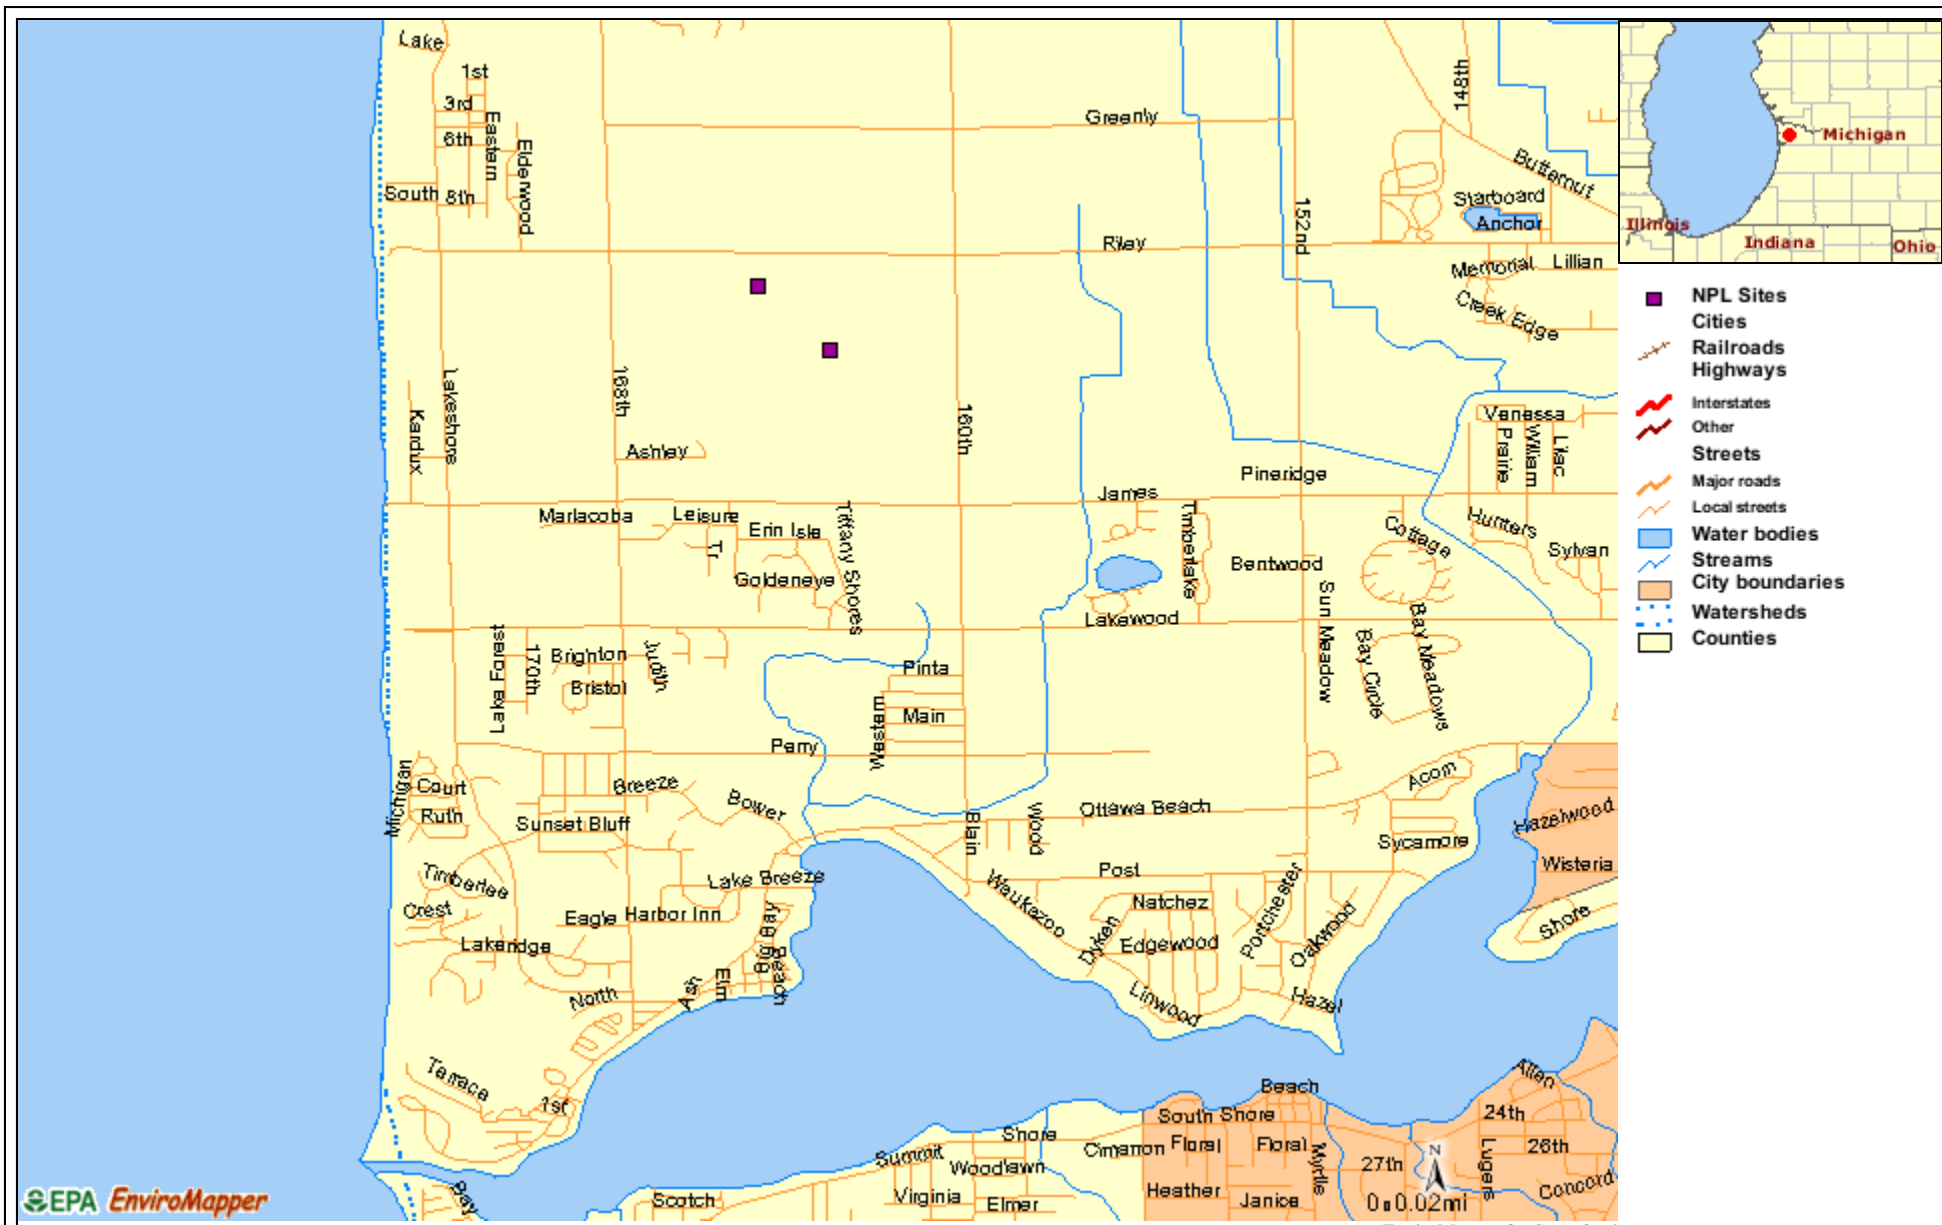 Lake
1st
3rd
6th
Eastern
Elderwood
South
8th
Greenly
148th
Butternut
Starboard
Anchor
152nd
Riley
Memorial
Lillian
Creek Edge
Lakeshore
Kardux
168th
160th
Ashley
Venessa
Prairie
William
Lilac
Pineridge
James
Marlacoba
Leisure
Erin Isle
Tr
Tiffany Shores
Goldeneye
Timberlake
Bentwood
Cottage
Hunters
Sylvan
Lakewood
Sun Meadow
Bay Meadows
Bay Circle
Lake Forest
170th
Brighton
Judith
Bristol
Pinta
Main
Western
Perry
Michigan
Court
Ruth
Breeze
Bower
Sunset Bluff
Blain
Wood
Ottawa Beach
Acorn
Hazelwood
Sycamore
Wisteria
Timberlea
Crest
Lake Breeze
Post
Waukazoo
Natchez
Portchester
Oakwood
Shore
Eagle
Harbor Inn
Big Bay
Lakeridge
Dyken
Edgewood
Beach
North
Ash
Elm
Linwood
Hazel
Terrace
1st
Allen
Beach
South Shore
24th
Shore
Cimarron
Floral
Floral
Myrtle
Lugers
26th
Summit
Woodlawn
27th
Concord
Bay
Scotch
Virginia
Elmer
Heather
Janice
N
0 0.02mi
EPA EnviroMapper
Michigan
Illinois
Indiana
Ohio
NPL Sites
Cities
Railroads
Highways
Interstates
Other
Streets
Major roads
Local streets
Water bodies
Streams
City boundaries
Watersheds
Counties